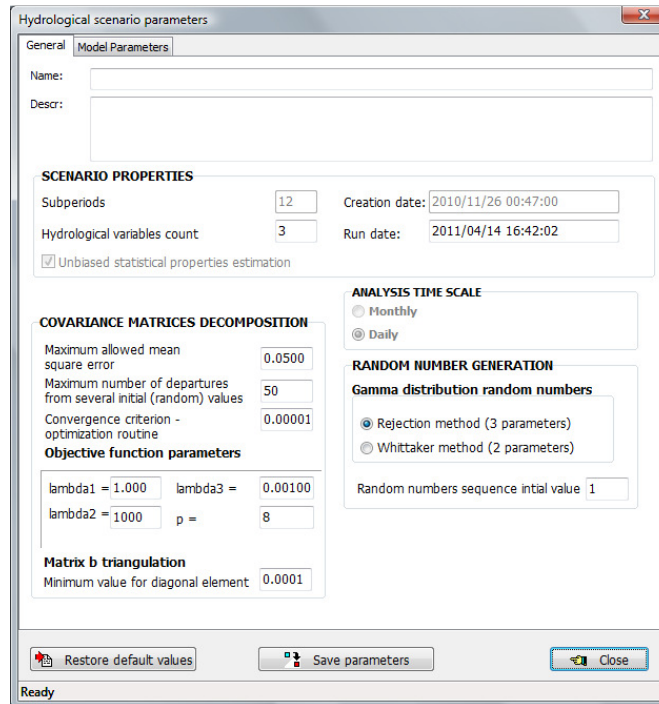 Hydrological scenario parameters
General
Model Parameters
Name:
Descr:
SCENARIO PROPERTIES
Subperiods 12
Creation date: 2010/11/26 00:47:00
Hydrological variables count 3
Run date: 2011/04/14 16:42:02
Unbiased statistical properties estimation
ANALYSIS TIME SCALE
Monthly
Daily
COVARIANCE MATRICES DECOMPOSITION
Maximum allowed mean
square error 0.0500
Maximum number of departures
from several initial (random) values 50
Convergence criterion - 0.00001
optimization routine
Objective function parameters
lambda1 = 1.000 lambda3 = 0.00100
lambda2 = 1000 p = 8
Matrix b triangulation
Minimum value for diagonal element 0.0001
RANDOM NUMBER GENERATION
Gamma distribution random numbers
Rejection method (3 parameters)
Whittaker method (2 parameters)
Random numbers sequence intial value 1
Restore default values
Save parameters
Close
Ready